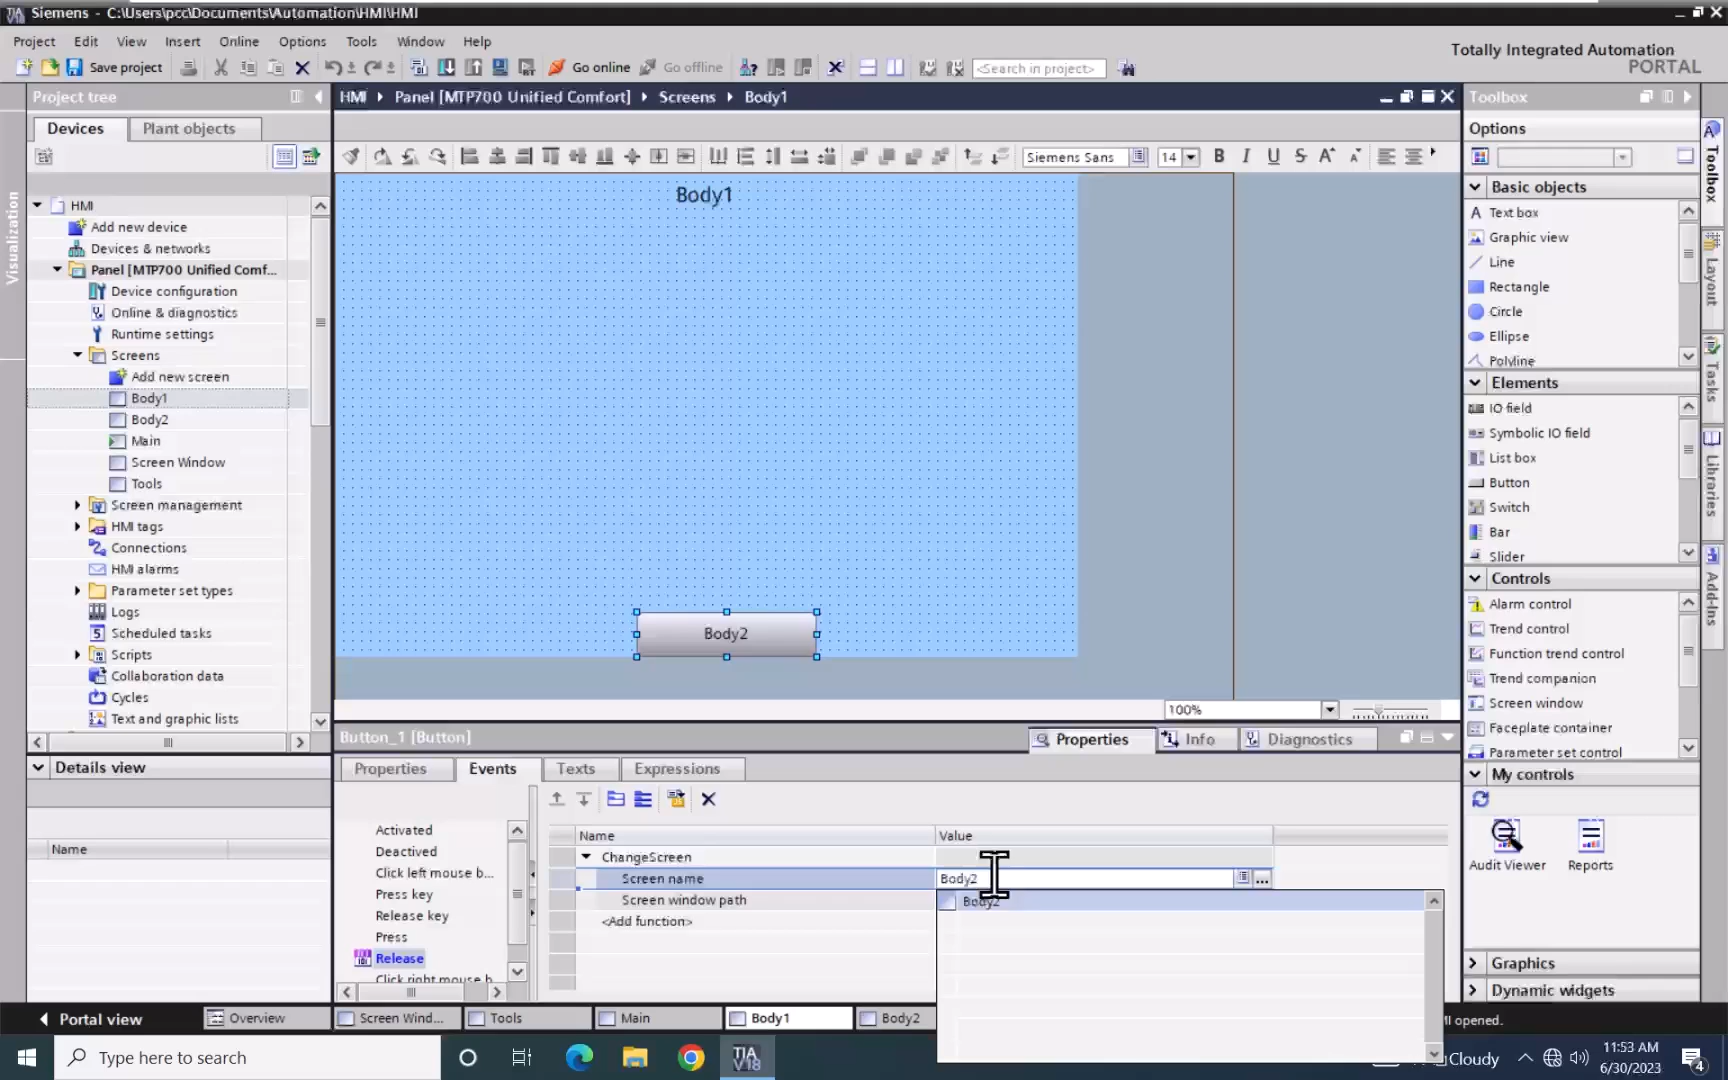 Siemens - C:\Users\pcc\Documents\Automation\HMI\HMI
Project Edit View Insert Online Options Tools Window Help
Totally Integrated Automation
PORTAL
Save project
Go online
Go offline
<Search in project>
Project tree
HMI Panel [MTP700 Unified Comfort] Screens Body1
Toolbox
Devices
Plant objects
Options
Siemens Sans
14
B I U S A A
Visualization
HMI
Add new device
Devices & networks
Panel [MTP700 Unified Comf...
Device configuration
Online & diagnostics
Runtime settings
Screens
Add new screen
Body1
Body2
Main
Screen Window
Tools
Screen management
HMI tags
Connections
HMI alarms
Parameter set types
Logs
Scheduled tasks
Scripts
Collaboration data
Cycles
Text and graphic lists
Details view
Name
Body1
Body2
100%
Button_1 [Button]
Properties
Info
Diagnostics
Properties
Events
Texts
Expressions
Activated
Deactived
Click left mouse b...
Press key
Release key
Press
Release
Click right mouse b
Name
Value
ChangeScreen
Screen name
Body2
Screen window path
Body2
<Add function>
Basic objects
Text box
Graphic view
Line
Rectangle
Circle
Ellipse
Polyline
Elements
IO field
Symbolic IO field
List box
Button
Switch
Bar
Slider
Controls
Alarm control
Trend control
Function trend control
Trend companion
Screen window
Faceplate container
Parameter set control
My controls
Audit Viewer
Reports
Graphics
Dynamic widgets
Toolbox
Layout
Tasks
Libraries
Add-Ins
Portal view
Overview
Screen Wind...
Tools
Main
Body1
Body2
MI opened.
Type here to search
TIA
V18
Cloudy
11:53 AM
6/30/2023
4